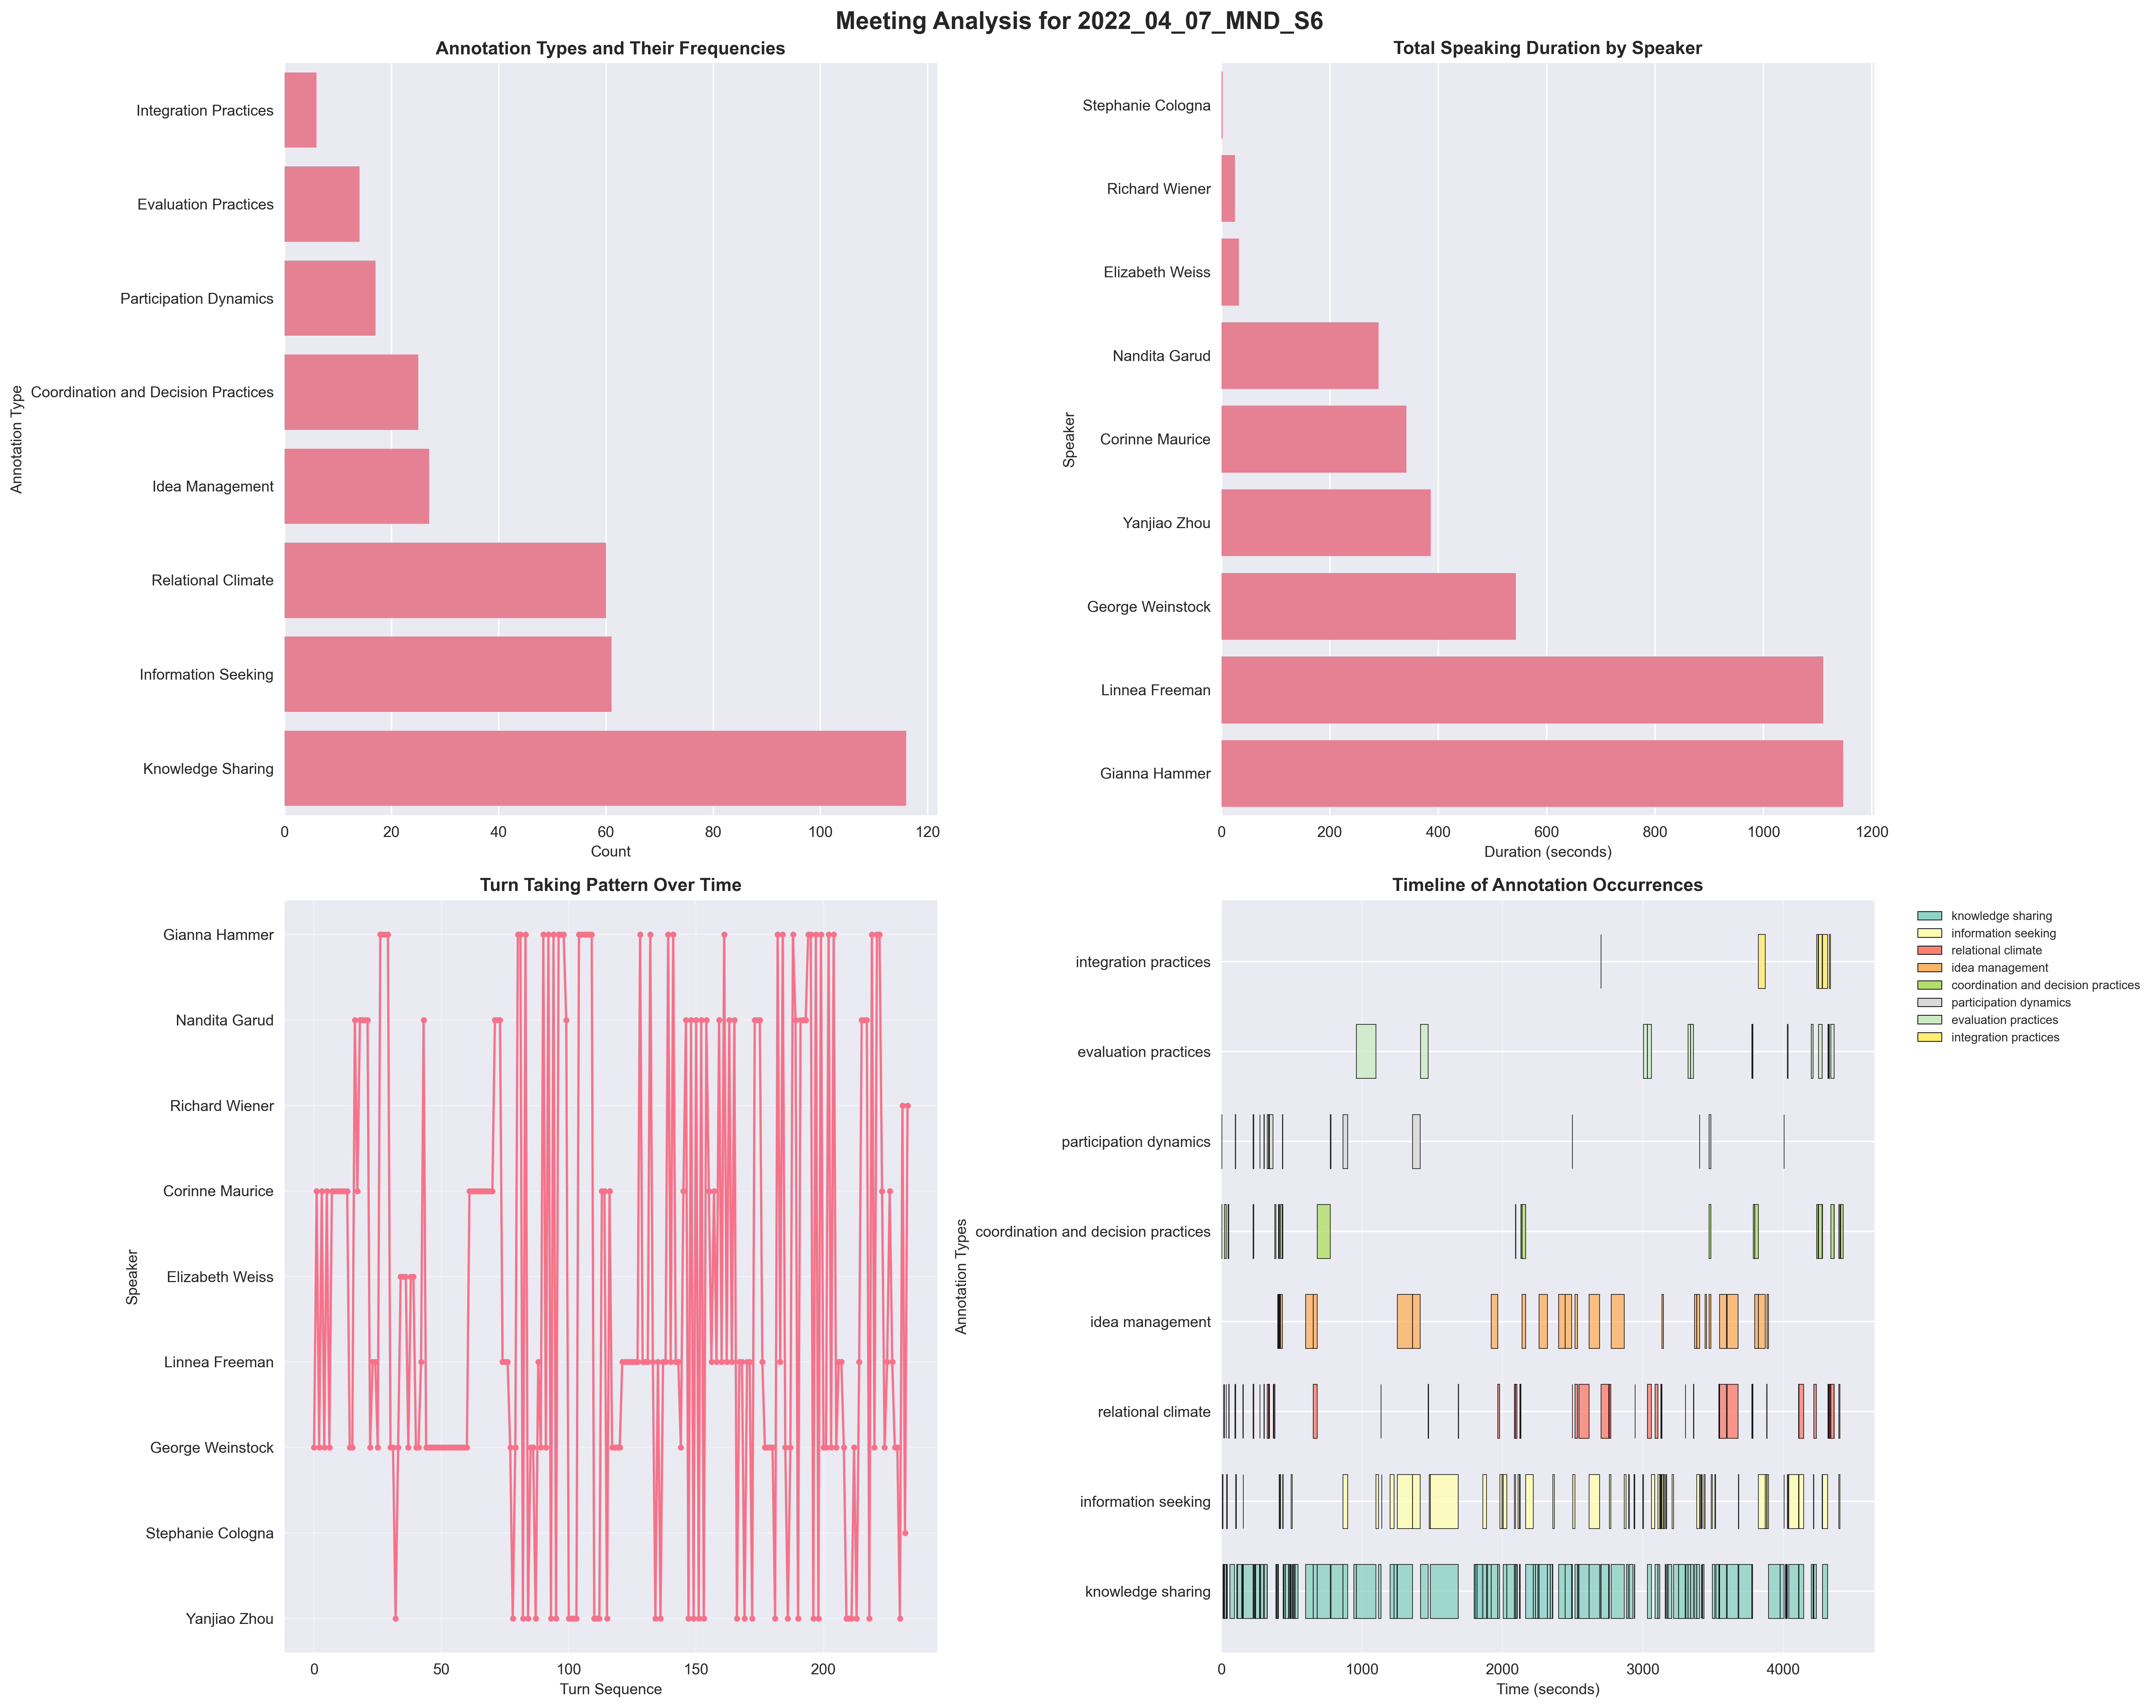 Meeting Analysis for 2022_04_07_MND_S6
Annotation Types and Their Frequencies
Annotation Type
Integration Practices
Evaluation Practices
Participation Dynamics
Coordination and Decision Practices
Idea Management
Relational Climate
Information Seeking
Knowledge Sharing
0 20 40 60 80 100 120
Count
Total Speaking Duration by Speaker
Speaker
Stephanie Cologna
Richard Wiener
Elizabeth Weiss
Nandita Garud
Corinne Maurice
Yanjiao Zhou
George Weinstock
Linnea Freeman
Gianna Hammer
0 200 400 600 800 1000 1200
Duration (seconds)
Turn Taking Pattern Over Time
Speaker
Gianna Hammer
Nandita Garud
Richard Wiener
Corinne Maurice
Elizabeth Weiss
Linnea Freeman
George Weinstock
Stephanie Cologna
Yanjiao Zhou
0 50 100 150 200
Turn Sequence
Timeline of Annotation Occurrences
Annotation Types
integration practices
evaluation practices
participation dynamics
coordination and decision practices
idea management
relational climate
information seeking
knowledge sharing
0 1000 2000 3000 4000
Time (seconds)
knowledge sharing
information seeking
relational climate
idea management
coordination and decision practices
participation dynamics
evaluation practices
integration practices